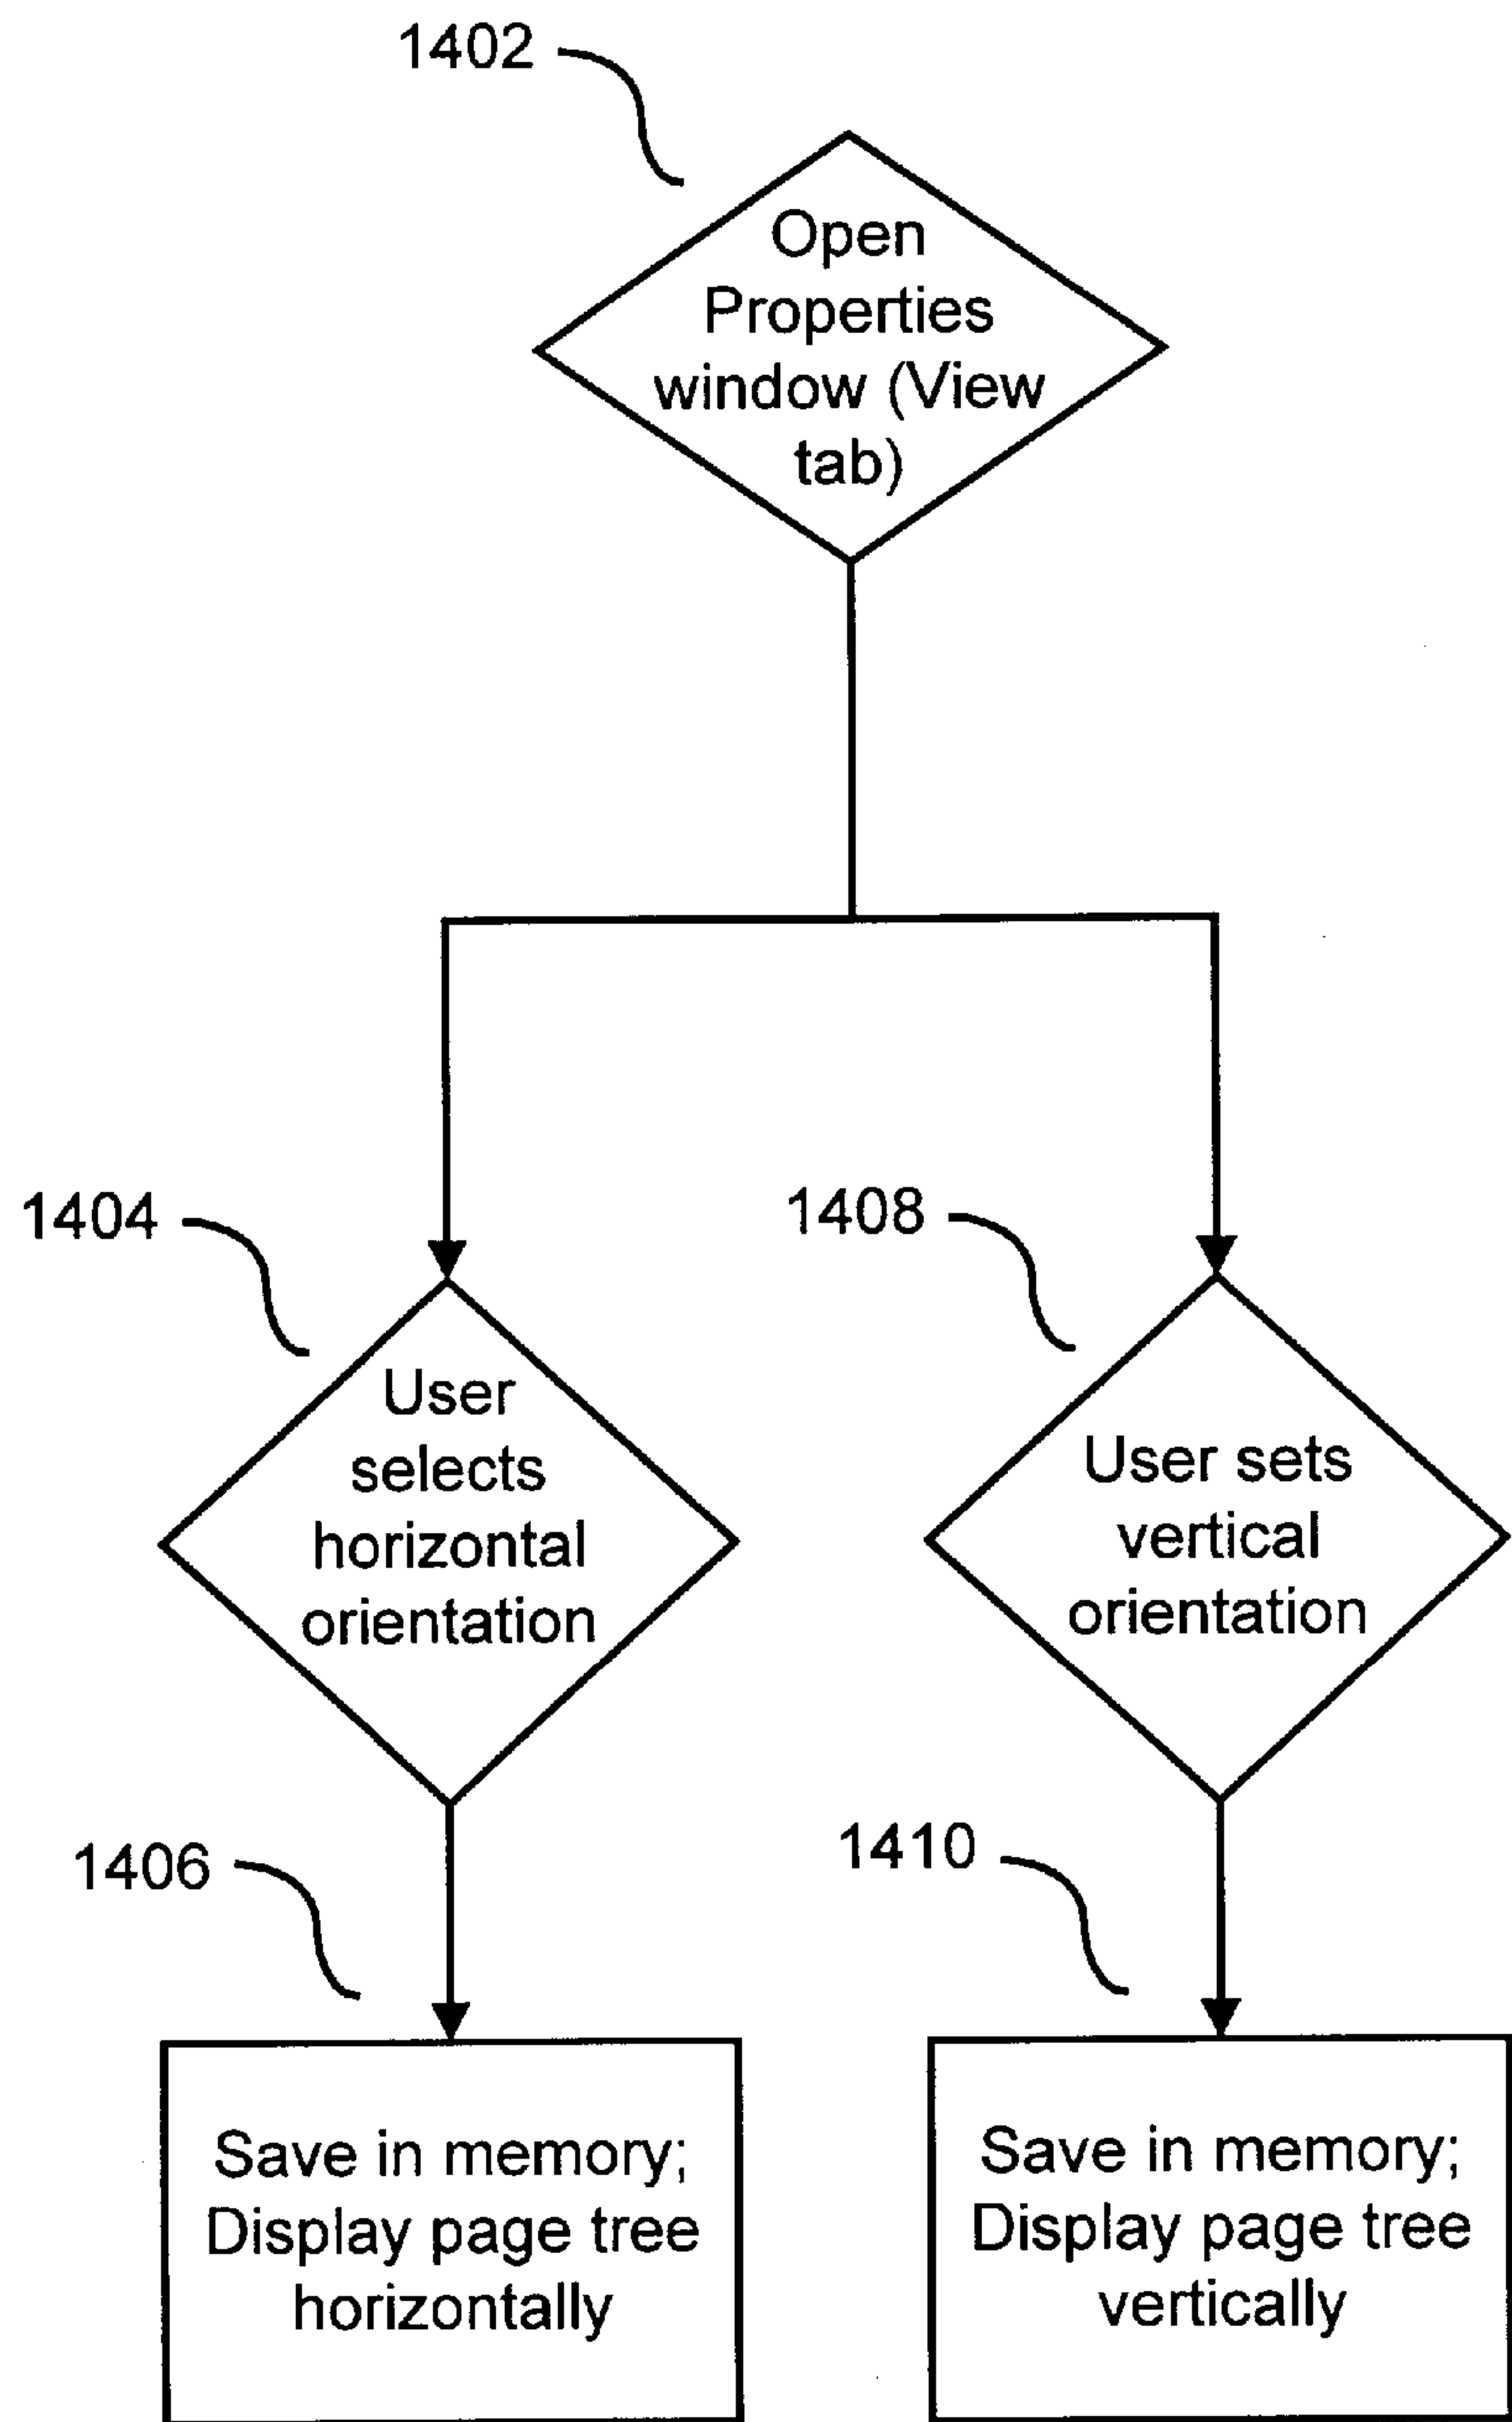 1402
Open
Properties
window (View
tab)
1404
User
selects
horizontal
orientation
1408
User sets
vertical
orientation
1406
Save in memory;
Display page tree
horizontally
1410
Save in memory;
Display page tree
vertically